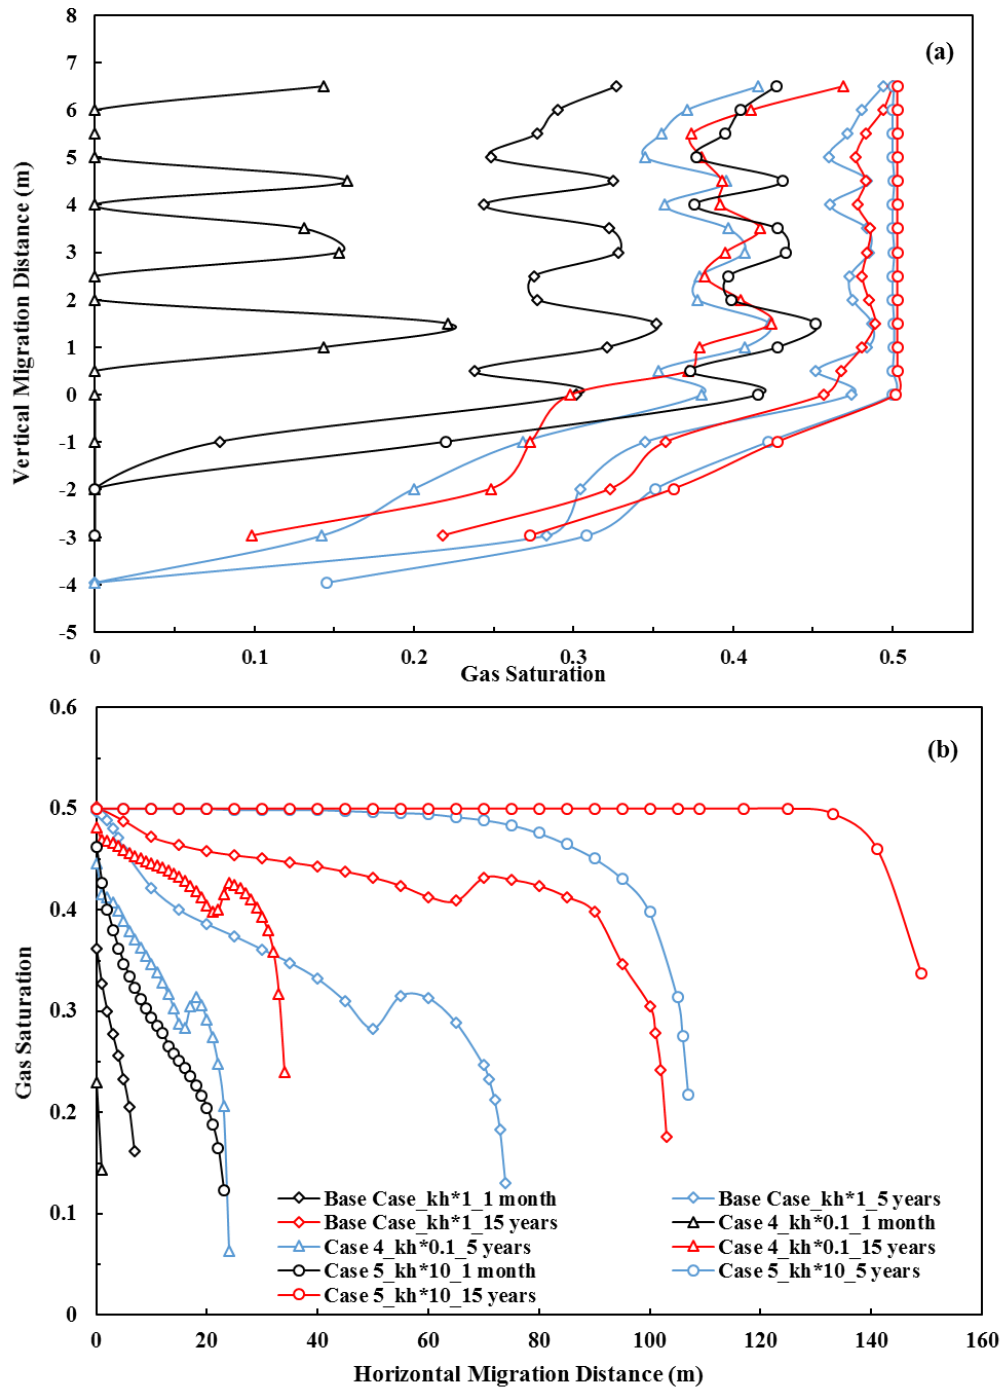 (a)
8
7
6
5
4
3
2
1
0
-1
-2
-3
-4
-5
Vertical Migration Distance (m)
0 0.1 0.2 0.3 0.4 0.5
Gas Saturation
(b)
0.6
0.5
0.4
0.3
0.2
0.1
0
Gas Saturation
Base Case_kh*1_1 month Base Case_kh*1_5 years
Base Case_kh*1_15 years Case 4_kh*0.1_1 month
Case 4_kh*0.1_5 years Case 4_kh*0.1_15 years
Case 5_kh*10_1 month Case 5_kh*10_5 years
Case 5_kh*10_15 years
0 20 40 60 80 100 120 140 160
Horizontal Migration Distance (m)